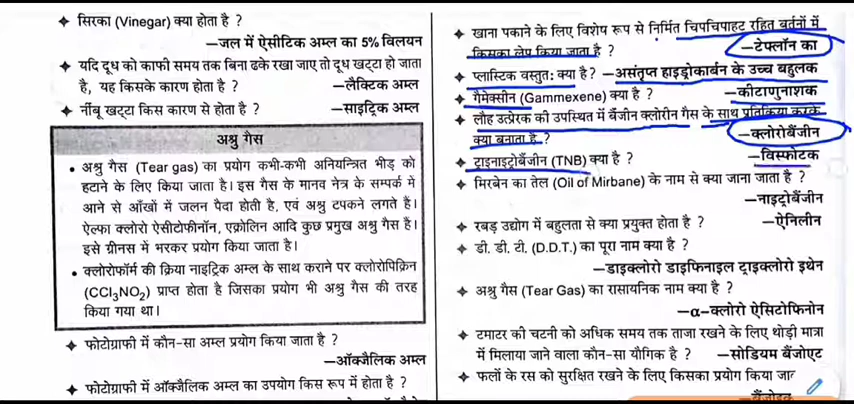 ✦ सिरका (Vinegar) क्या होता है ?
—जल में ऐसीटिक अम्ल का 5% विलयन
✦ यदि दूध को काफी समय तक बिना ढके रखा जाए तो दूध खट्टा हो जाता
है, यह किसके कारण होता है ? —लैक्टिक अम्ल
✦ नींबू खट्टा किस कारण से होता है ? —साइट्रिक अम्ल
अश्रु गैस
• अश्रु गैस (Tear gas) का प्रयोग कभी-कभी अनियन्त्रित भीड़ को
हटाने के लिए किया जाता है। इस गैस के मानव नेत्र के सम्पर्क में
आने से आँखों में जलन पैदा होती है, एवं अश्रु टपकने लगते है।
ऐल्फा क्लोरो ऐसीटोफीनॉन, एक्रोलिन आदि कुछ प्रमुख अश्रु गैस हैं।
इसे ग्रीनस में भरकर प्रयोग किया जाता है।
• क्लोरोफॉर्म की क्रिया नाइट्रिक अम्ल के साथ कराने पर क्लोरोपिक्रिन
(CCl₃NO₂) प्राप्त होता है जिसका प्रयोग भी अश्रु गैस की तरह
किया गया था।
✦ फोटोग्राफी में कौन-सा अम्ल प्रयोग किया जाता है ?
—ऑक्जैलिक अम्ल
✦ फोटोग्राफी में ऑक्जैलिक अम्ल का उपयोग किस रूप में होता है ?
✦ खाना पकाने के लिए विशेष रूप से निर्मित चिपचिपाहट रहित बर्तनों में
किसका लेप किया जाता है ? —टेफ्लॉन का
✦ प्लास्टिक वस्तुत: क्या है ? —असंतृप्त हाइड्रोकार्बन के उच्च बहुलक
✦ गैमेक्सीन (Gammexene) क्या है ? —कीटाणुनाशक
✦ लौह उत्प्रेरक की उपस्थित में बैंजीन क्लोरीन गैस के साथ प्रतिक्रिया करके
क्या बनाता है ? —क्लोरोबैंजीन
✦ ट्राइनाइट्रोबैंजीन (TNB) क्या है ? —विस्फोटक
✦ मिरबेन का तेल (Oil of Mirbane) के नाम से क्या जाना जाता है ?
—नाइट्रोबैंजीन
✦ रबड़ उद्योग में बहुलता से क्या प्रयुक्त होता है ? —ऐनिलीन
✦ डी. डी. टी. (D.D.T.) का पूरा नाम क्या है ?
—डाइक्लोरो डाइफिनाइल ट्राइक्लोरो इथेन
✦ अश्रु गैस (Tear Gas) का रासायनिक नाम क्या है ?
—α-क्लोरो ऐसिटोफिनोन
✦ टमाटर की चटनी को अधिक समय तक ताजा रखने के लिए थोड़ी मात्रा
में मिलाया जाने वाला कौन-सा यौगिक है ? —सोडियम बैंजोएट
✦ फलों के रस को सुरक्षित रखने के लिए किसका प्रयोग किया